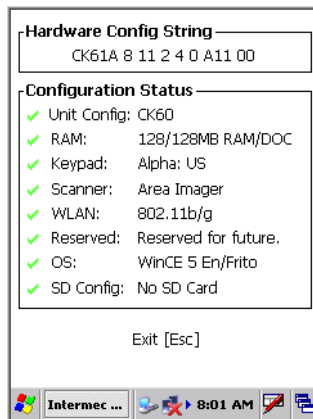 Hardware Config String
CK61A 8 11 2 4 0 A11 00
Configuration Status
Unit Config: CK60
RAM: 128/128MB RAM/DOC
Keypad: Alpha: US
Scanner: Area Imager
WLAN: 802.11b/g
Reserved: Reserved for future.
OS: WinCE 5 En/Frito
SD Config: No SD Card
Exit [Esc]
Intermec ... 8:01 AM